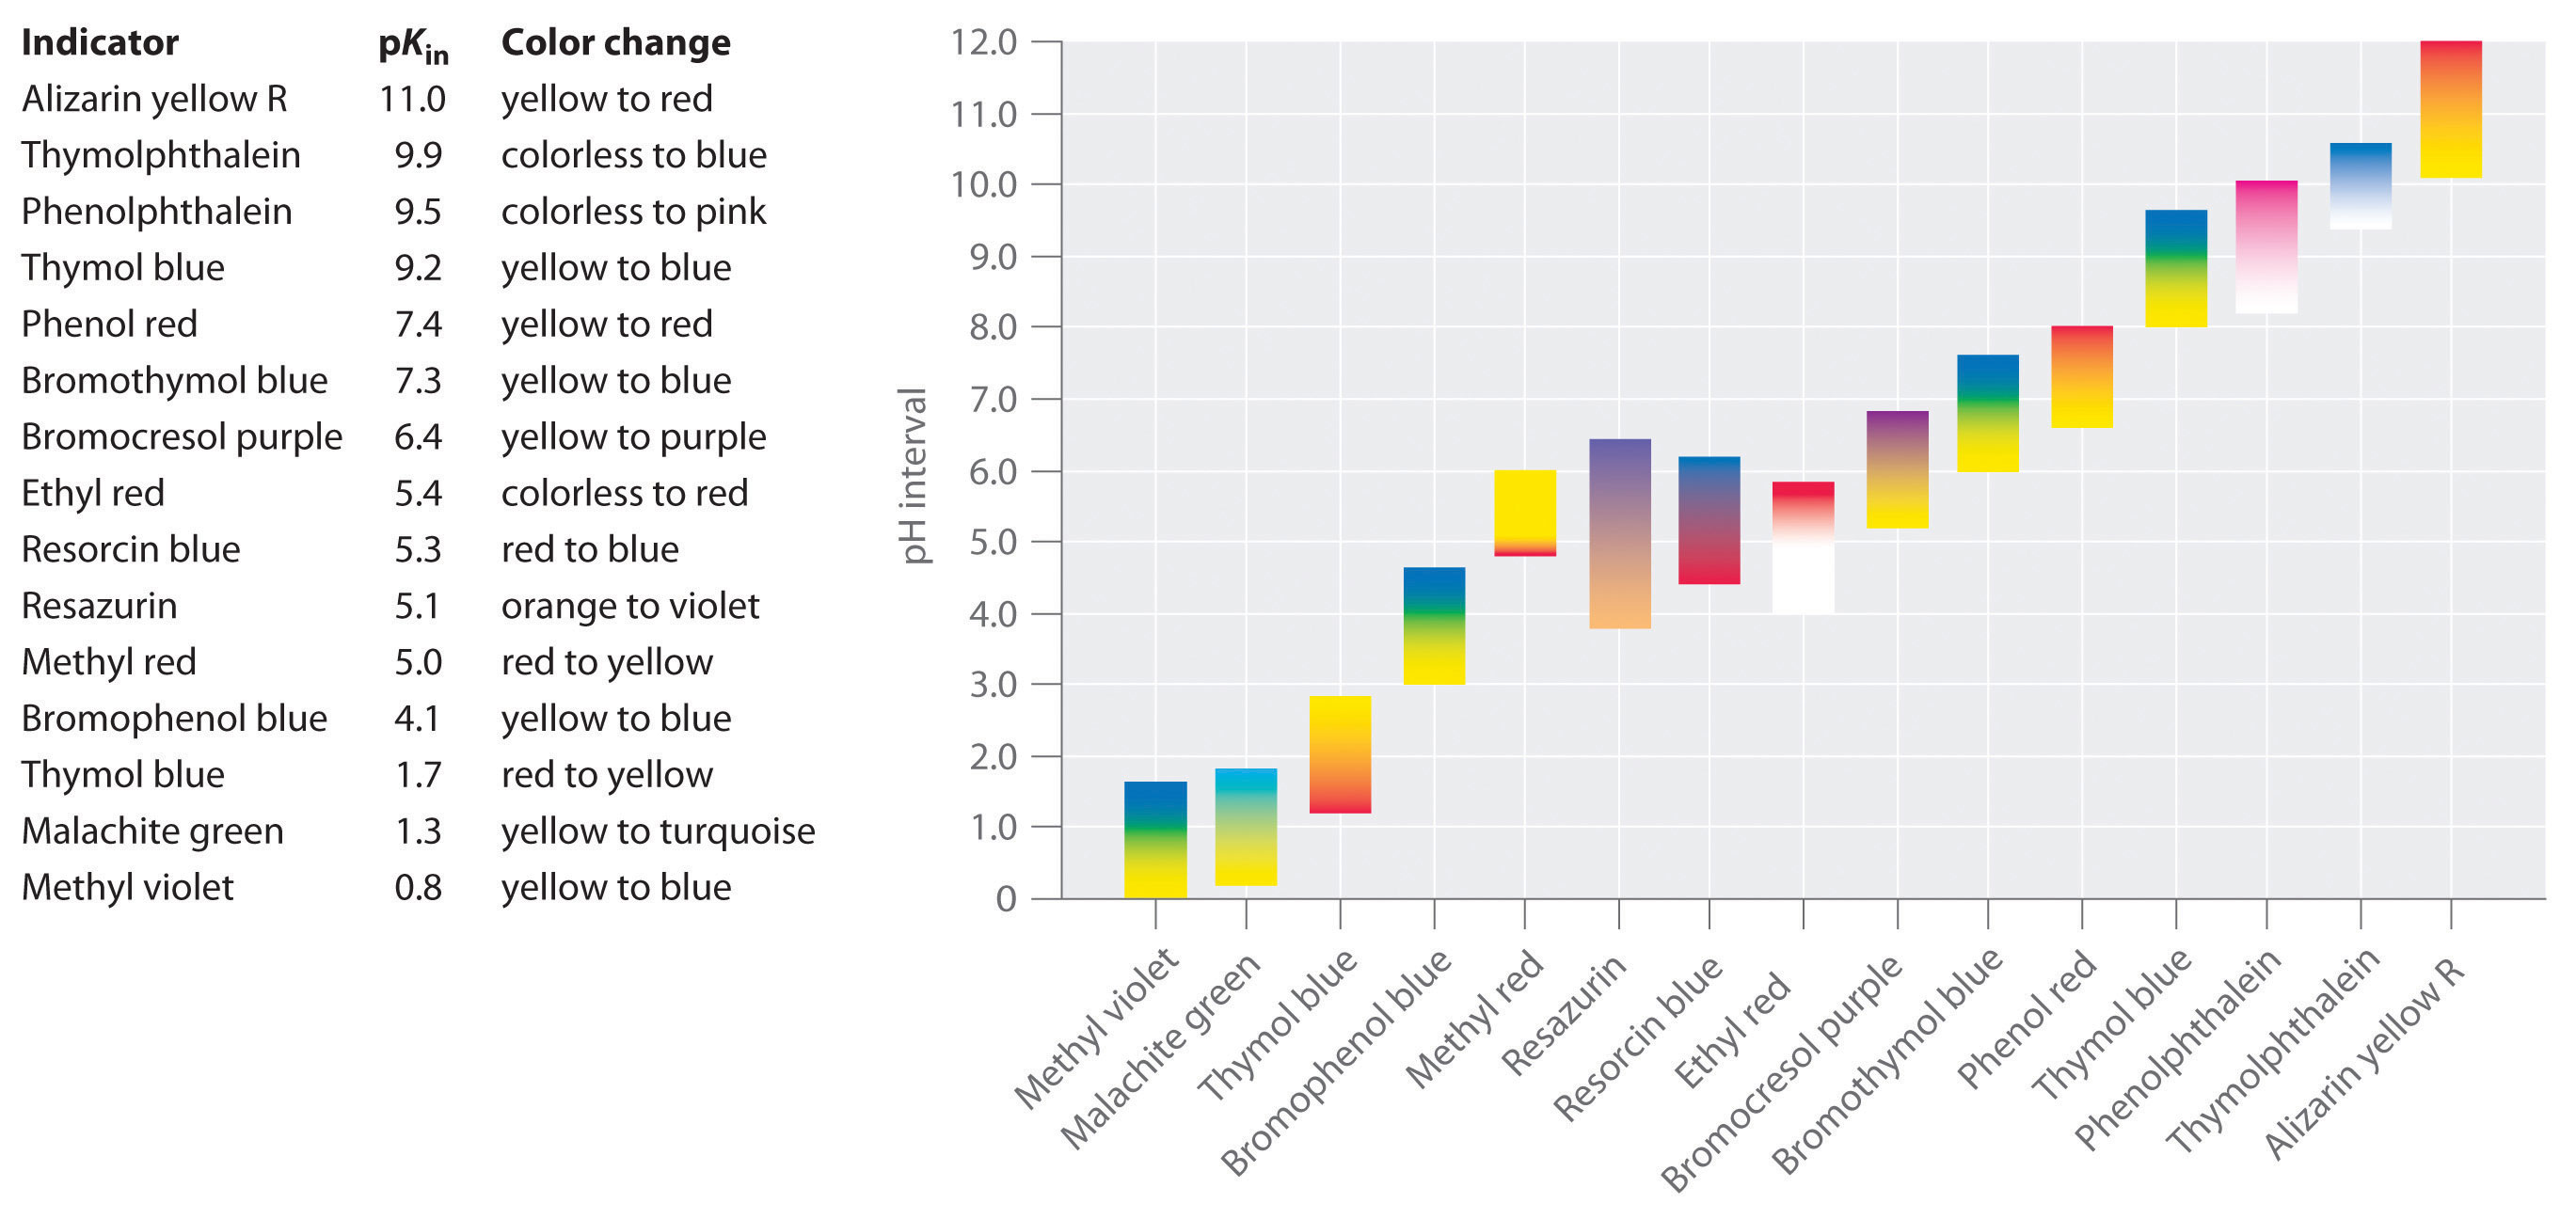 Indicator pKin Color change
Alizarin yellow R 11.0 yellow to red
Thymolphthalein 9.9 colorless to blue
Phenolphthalein 9.5 colorless to pink
Thymol blue 9.2 yellow to blue
Phenol red 7.4 yellow to red
Bromothymol blue 7.3 yellow to blue
Bromocresol purple 6.4 yellow to purple
Ethyl red 5.4 colorless to red
Resorcin blue 5.3 red to blue
Resazurin 5.1 orange to violet
Methyl red 5.0 red to yellow
Bromophenol blue 4.1 yellow to blue
Thymol blue 1.7 red to yellow
Malachite green 1.3 yellow to turquoise
Methyl violet 0.8 yellow to blue
pH interval
12.0
11.0
10.0
9.0
8.0
7.0
6.0
5.0
4.0
3.0
2.0
1.0
0
Methyl violet
Malachite green
Thymol blue
Bromophenol blue
Methyl red
Resazurin
Resorcin blue
Ethyl red
Bromocresol purple
Bromothymol blue
Phenol red
Thymol blue
Phenolphthalein
Thymolphthalein
Alizarin yellow R